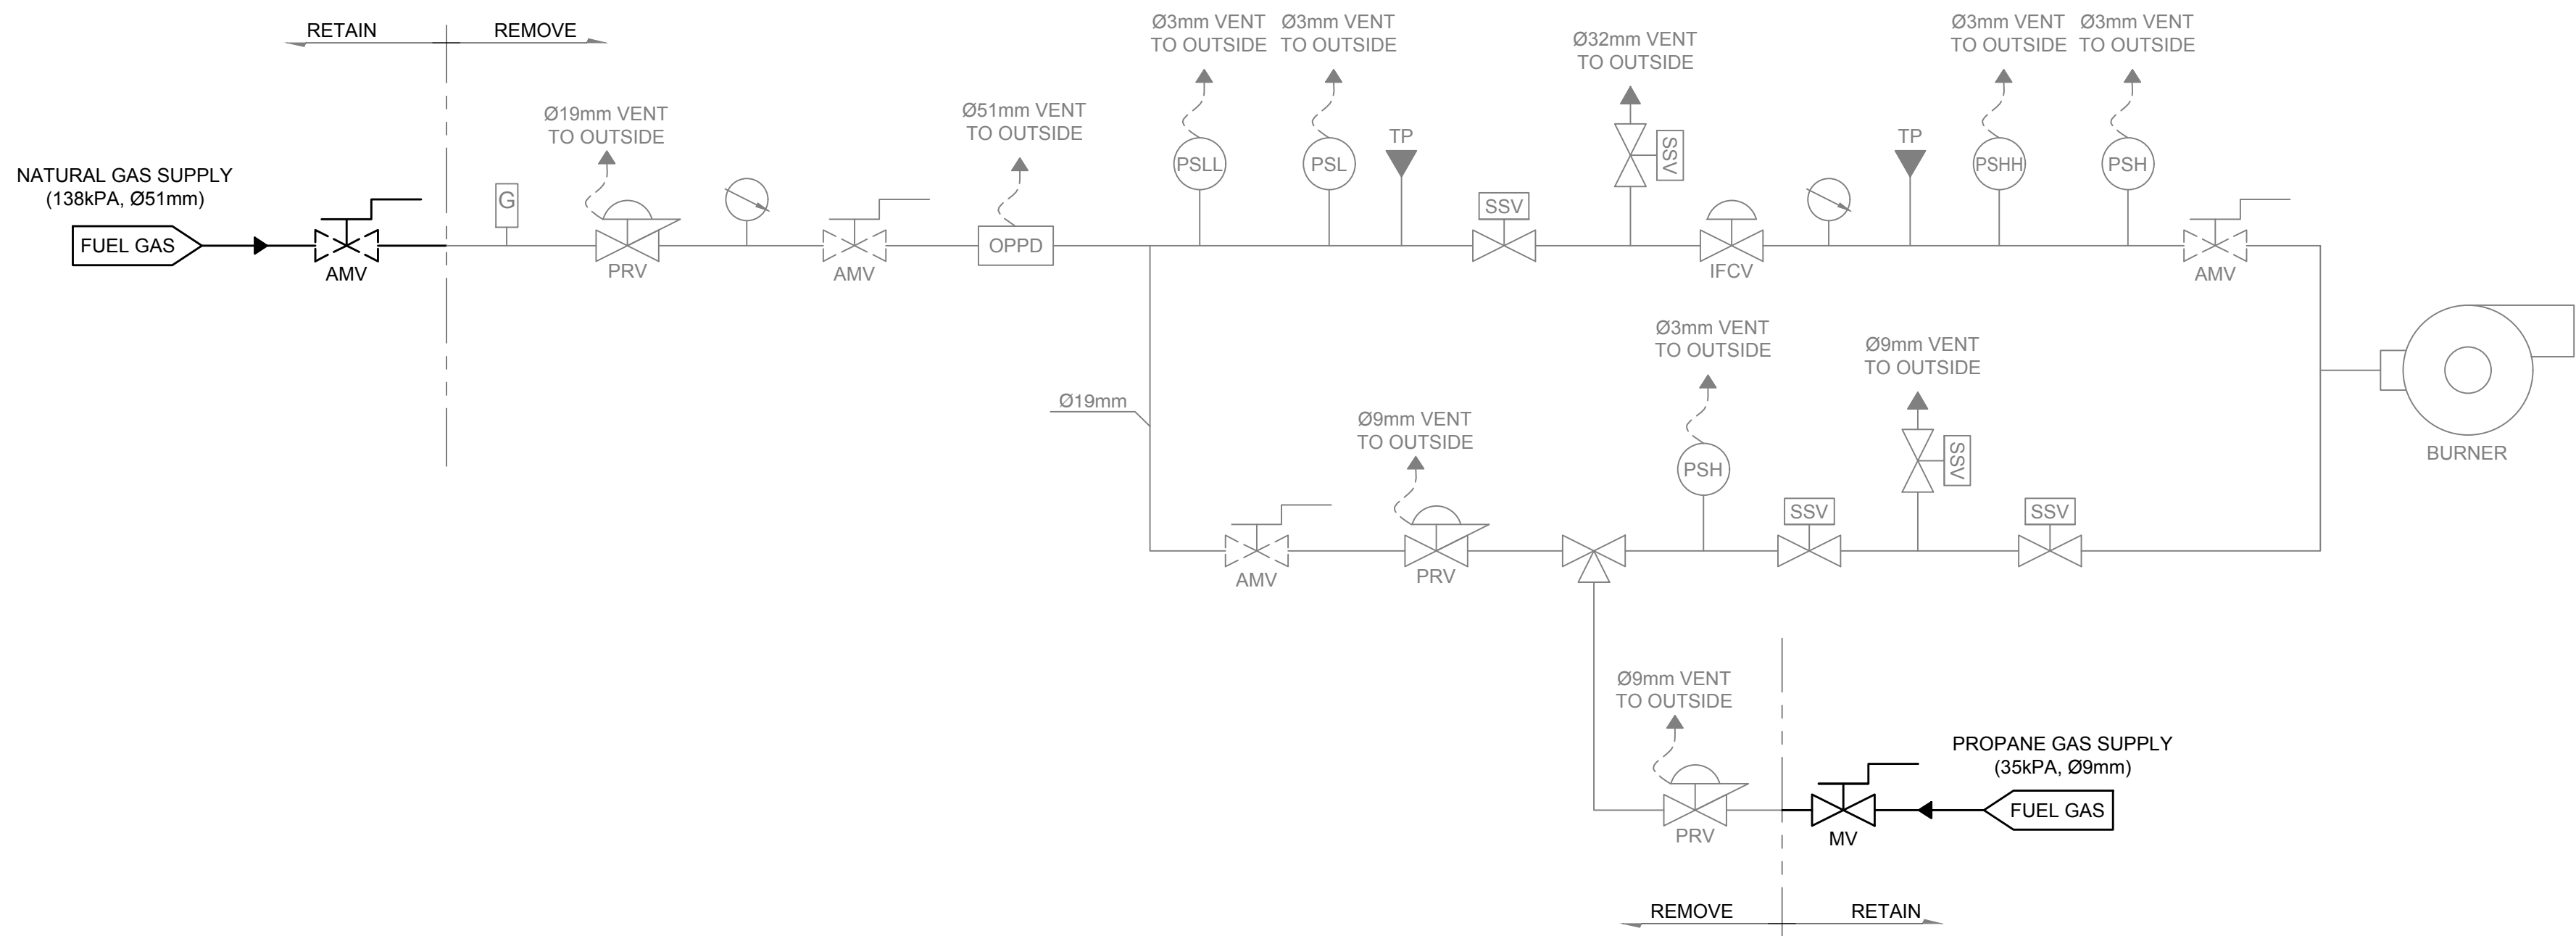 RETAIN
REMOVE
Ø3mm VENT
TO OUTSIDE
Ø3mm VENT
TO OUTSIDE
Ø32mm VENT
TO OUTSIDE
Ø3mm VENT
TO OUTSIDE
Ø3mm VENT
TO OUTSIDE
Ø19mm VENT
TO OUTSIDE
Ø51mm VENT
TO OUTSIDE
TP
TP
PSLL
PSL
SSV
PSHH
PSH
NATURAL GAS SUPPLY
(138kPA, Ø51mm)
G
SSV
FUEL GAS
OPPD
AMV
PRV
AMV
IFCV
AMV
Ø3mm VENT
TO OUTSIDE
Ø9mm VENT
TO OUTSIDE
Ø19mm
Ø9mm VENT
TO OUTSIDE
BURNER
PSH
SSV
SSV
SSV
AMV
PRV
Ø9mm VENT
TO OUTSIDE
PROPANE GAS SUPPLY
(35kPA, Ø9mm)
FUEL GAS
PRV
MV
REMOVE
RETAIN